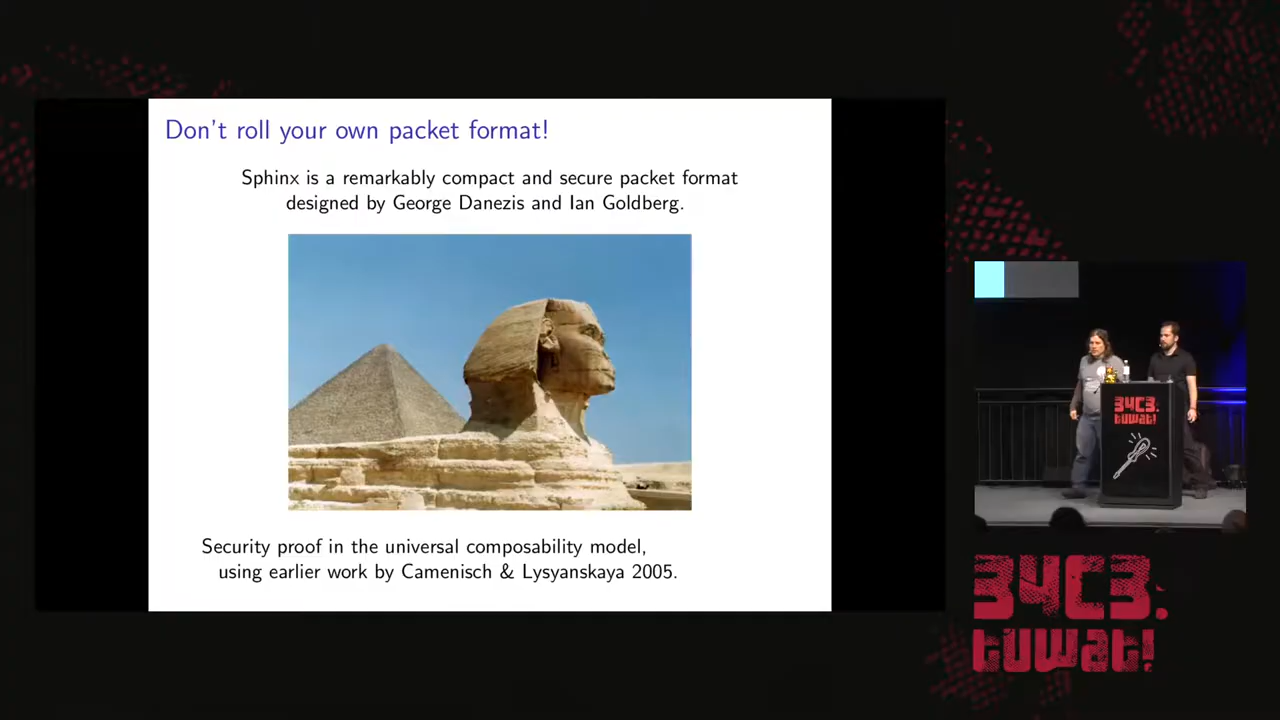 Don't roll your own packet format!
Sphinx is a remarkably compact and secure packet format
designed by George Danezis and Ian Goldberg.
Security proof in the universal composability model,
using earlier work by Camenisch & Lysyanskaya 2005.
34C3.
tuwat!
34C3.
tuwat!